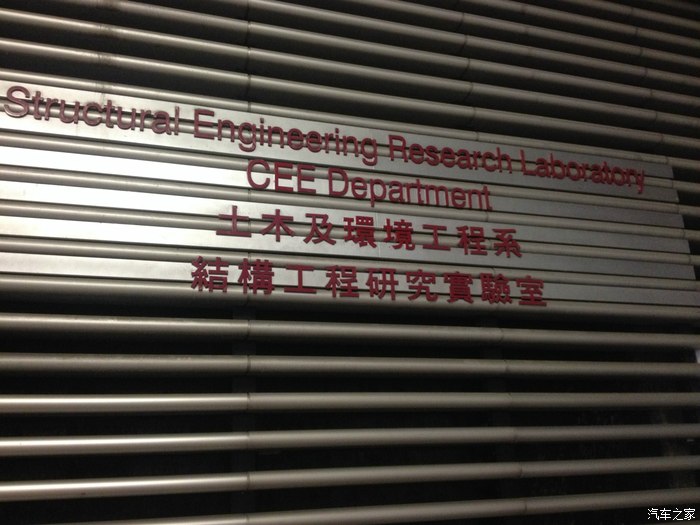 Structural Engineering Research Laboratory
CEE Department
土木及環境工程系
結構工程研究實驗室
汽车之家